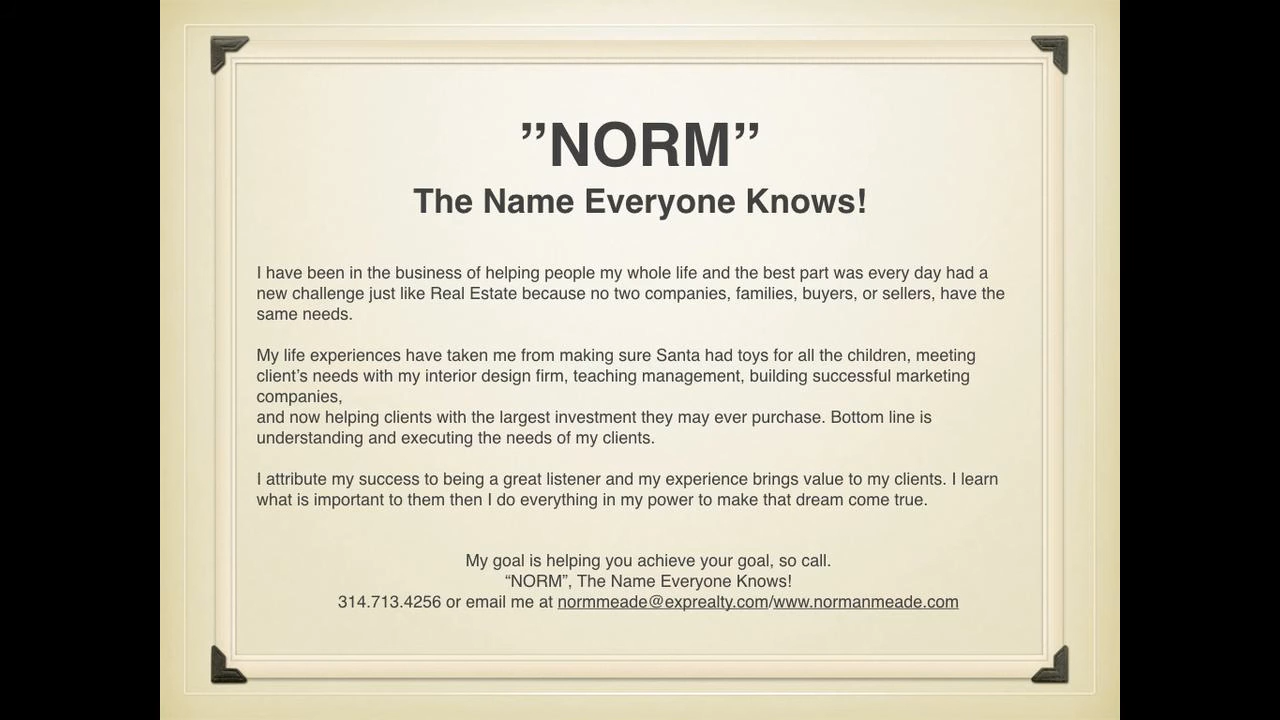 ”NORM”
The Name Everyone Knows!
I have been in the business of helping people my whole life and the best part was every day had a
new challenge just like Real Estate because no two companies, families, buyers, or sellers, have the
same needs.
My life experiences have taken me from making sure Santa had toys for all the children, meeting
client’s needs with my interior design firm, teaching management, building successful marketing
companies,
and now helping clients with the largest investment they may ever purchase. Bottom line is
understanding and executing the needs of my clients.
I attribute my success to being a great listener and my experience brings value to my clients. I learn
what is important to them then I do everything in my power to make that dream come true.
My goal is helping you achieve your goal, so call.
“NORM”, The Name Everyone Knows!
314.713.4256 or email me at normmeade@exprealty.com/www.normanmeade.com